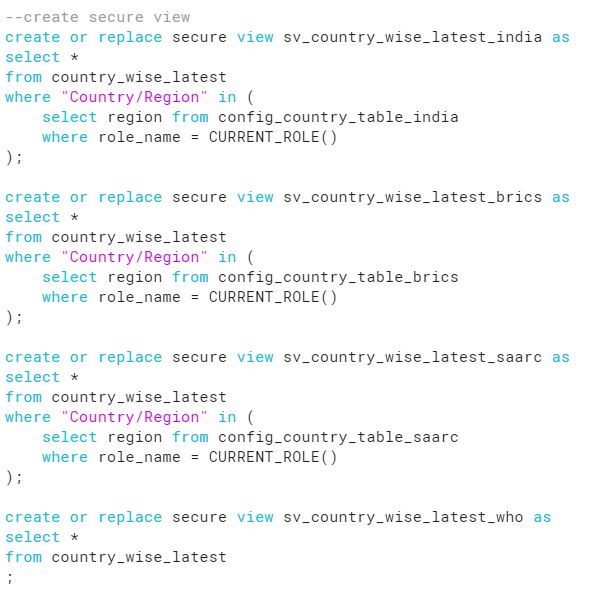 --create secure view
create or replace secure view sv_country_wise_latest_india as
select *
from country_wise_latest
where "Country/Region" in (
    select region from config_country_table_india
    where role_name = CURRENT_ROLE()
);

create or replace secure view sv_country_wise_latest_brics as
select *
from country_wise_latest
where "Country/Region" in (
    select region from config_country_table_brics
    where role_name = CURRENT_ROLE()
);

create or replace secure view sv_country_wise_latest_saarc as
select *
from country_wise_latest
where "Country/Region" in (
    select region from config_country_table_saarc
    where role_name = CURRENT_ROLE()
);

create or replace secure view sv_country_wise_latest_who as
select *
from country_wise_latest
;